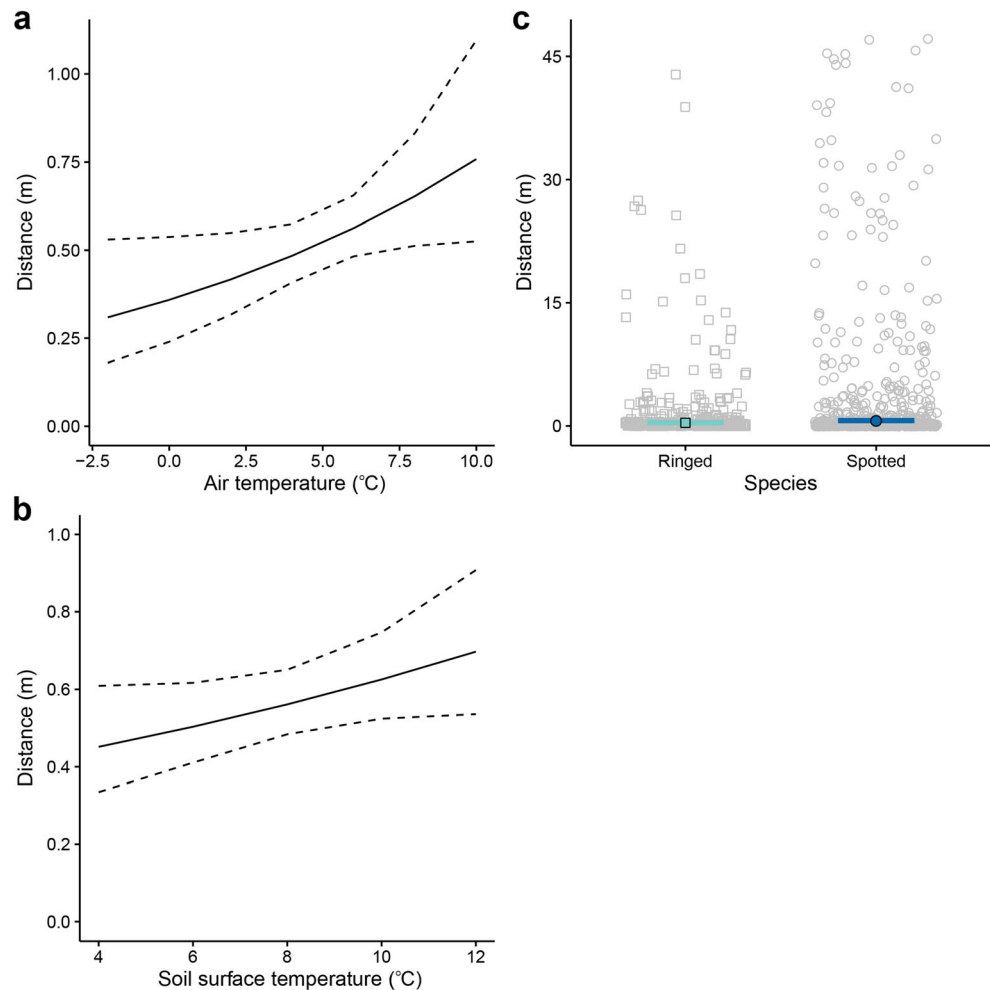 a
1.00
0.75
0.50
0.25
0.00
Distance (m)
−2.5 0.0 2.5 5.0 7.5 10.0
Air temperature (°C)
c
45
30
15
0
Distance (m)
Ringed Spotted
Species
b
1.0
0.8
0.6
0.4
0.2
0.0
Distance (m)
4 6 8 10 12
Soil surface temperature (°C)